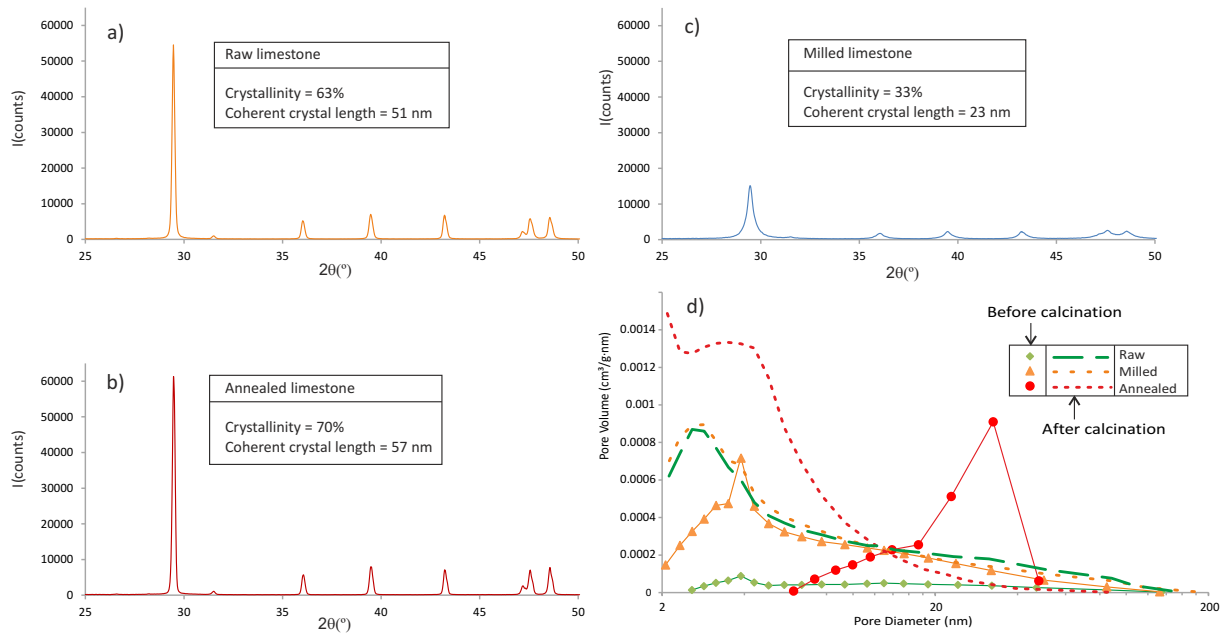 a)
Raw limestone
Crystallinity = 63%
Coherent crystal length = 51 nm
I(counts)
60000
50000
40000
30000
20000
10000
0
25 30 35 40 45 50
2θ(º)
b)
Annealed limestone
Crystallinity = 70%
Coherent crystal length = 57 nm
I(counts)
60000
50000
40000
30000
20000
10000
0
25 30 35 40 45 50
2θ(º)
c)
Milled limestone
Crystallinity = 33%
Coherent crystal length = 23 nm
I(counts)
60000
50000
40000
30000
20000
10000
0
25 30 35 40 45 50
2θ(º)
d)
Before calcination
Raw
Milled
Annealed
After calcination
Pore Volume (cm³/g·nm)
0.0014
0.0012
0.001
0.0008
0.0006
0.0004
0.0002
0
2 20 200
Pore Diameter (nm)